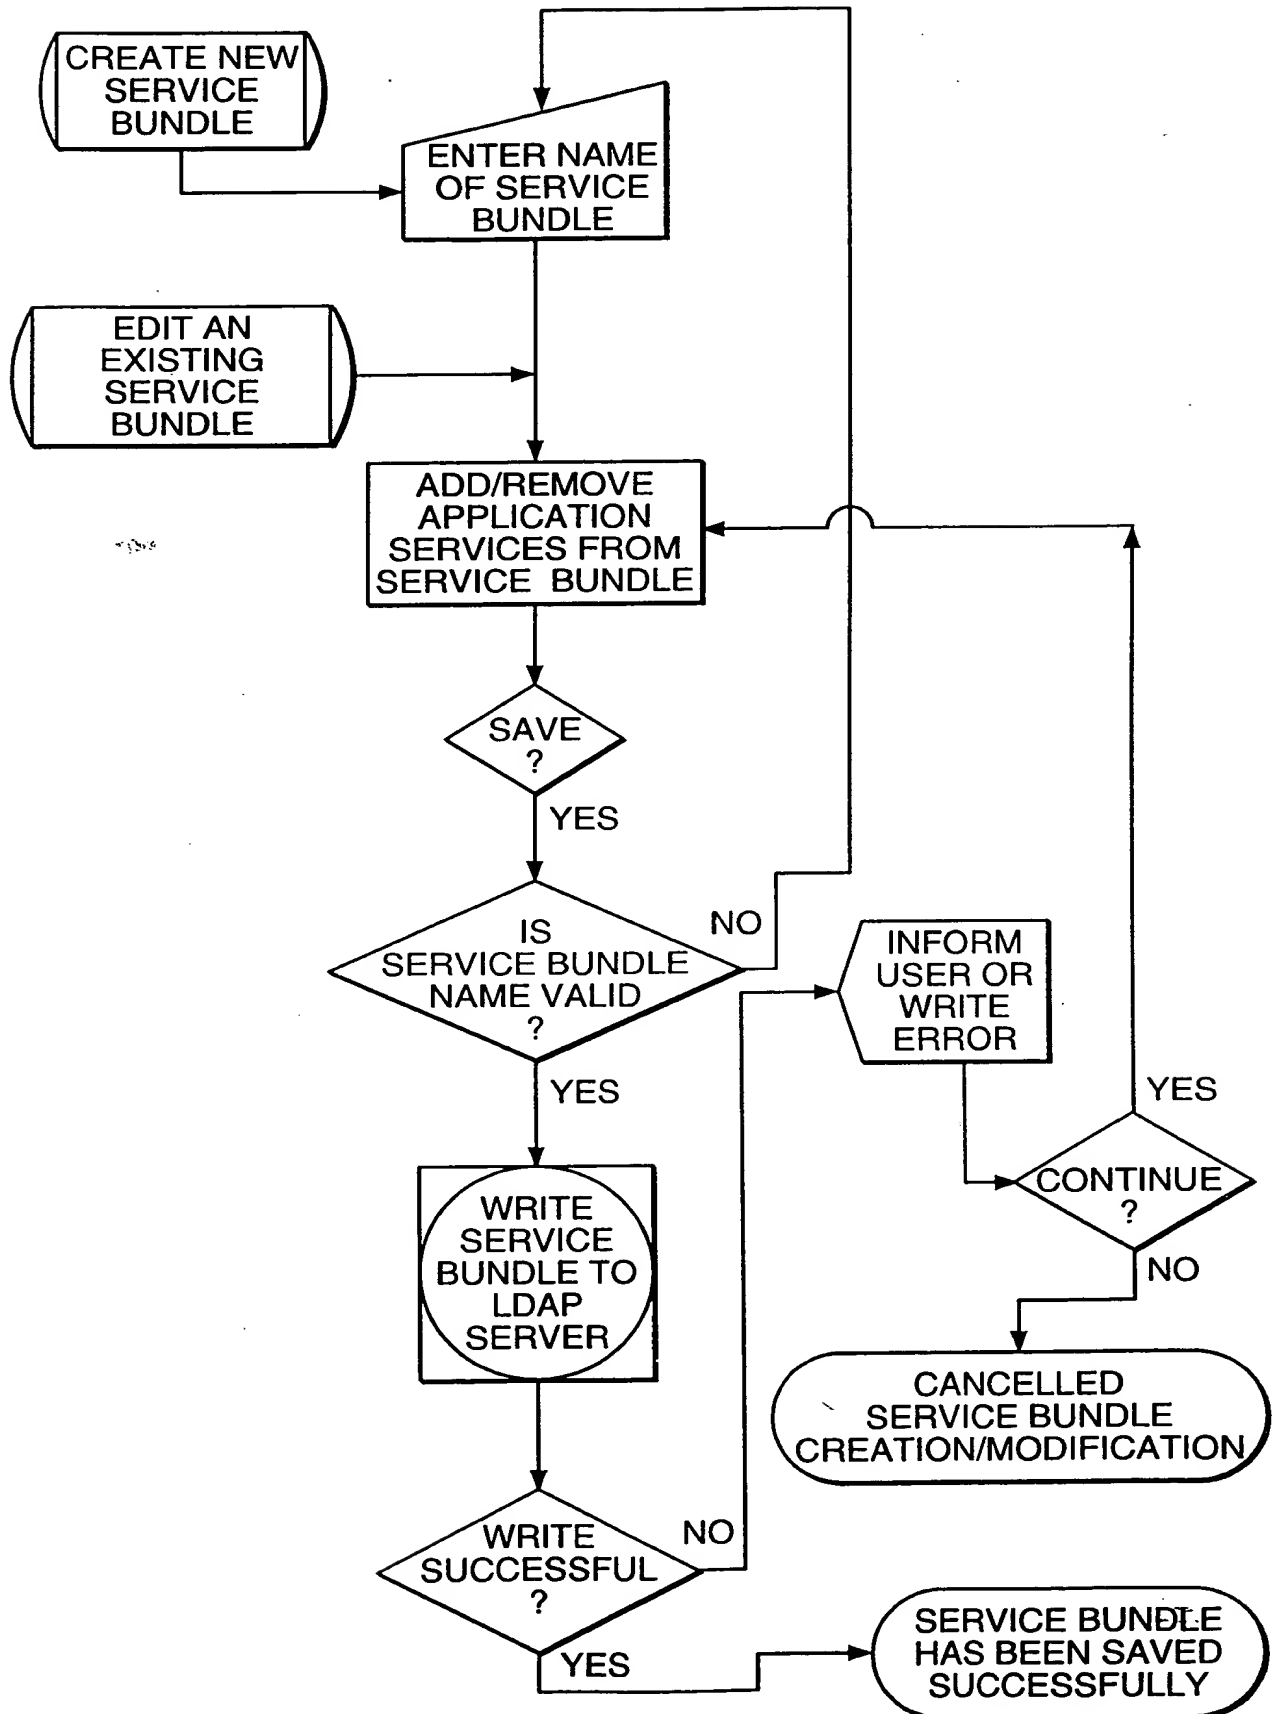 CREATE NEW
SERVICE
BUNDLE
ENTER NAME
OF SERVICE
BUNDLE
EDIT AN
EXISTING
SERVICE
BUNDLE
ADD/REMOVE
APPLICATION
SERVICES FROM
SERVICE BUNDLE
SAVE
?
YES
IS
SERVICE BUNDLE
NAME VALID
?
NO
YES
INFORM
USER OR
WRITE
ERROR
YES
CONTINUE
?
NO
WRITE
SERVICE
BUNDLE TO
LDAP
SERVER
CANCELLED
SERVICE BUNDLE
CREATION/MODIFICATION
WRITE
SUCCESSFUL
?
NO
YES
SERVICE BUNDLE
HAS BEEN SAVED
SUCCESSFULLY